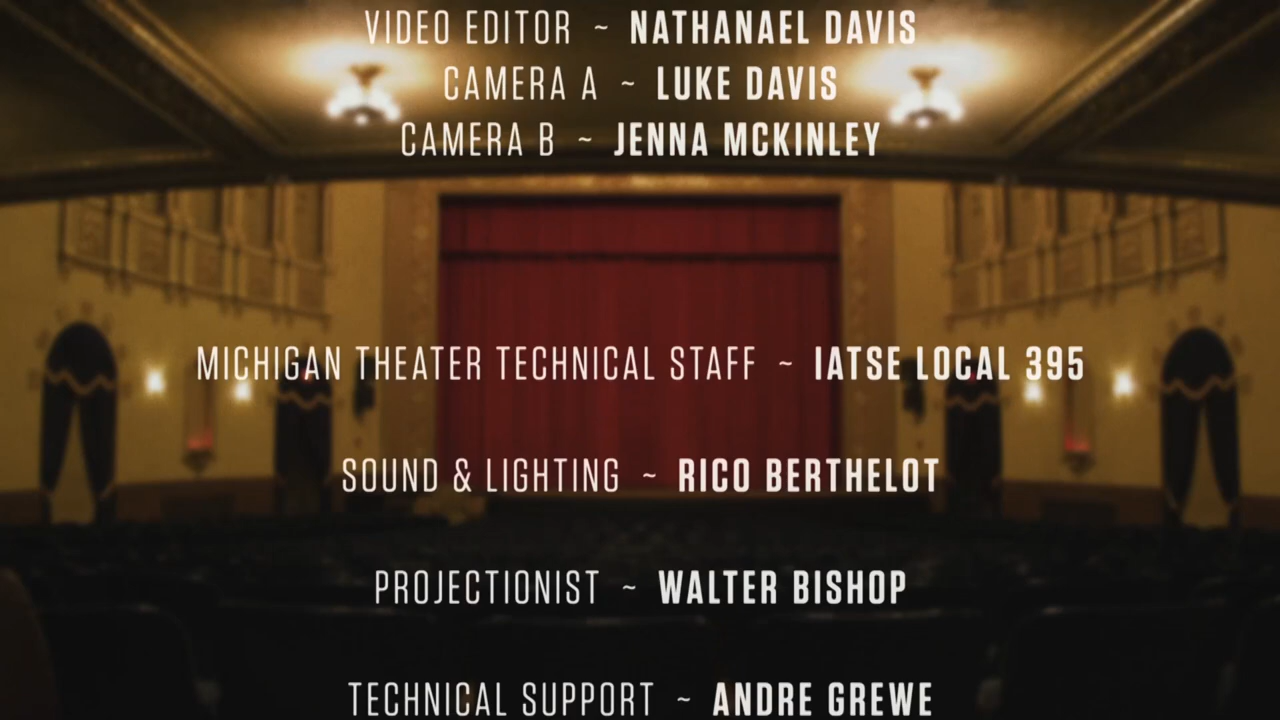 VIDEO EDITOR ~ NATHANAEL DAVIS
CAMERA A ~ LUKE DAVIS
CAMERA B ~ JENNA MCKINLEY
MICHIGAN THEATER TECHNICAL STAFF ~ IATSE LOCAL 395
SOUND & LIGHTING ~ RICO BERTHELOT
PROJECTIONIST ~ WALTER BISHOP
TECHNICAL SUPPORT ~ ANDRE GREWE